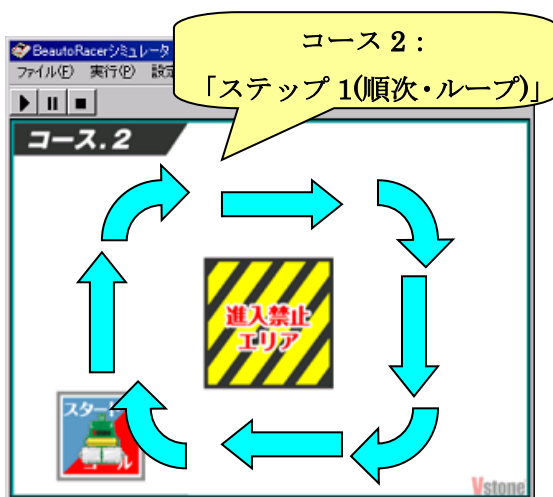 コース 2：
「ステップ 1(順次・ループ)」
BeautoRacerシミュレータ
ファイル(F) 実行(P)
コース.2
進入禁止
エリア
スタート
ゴール
Vstone